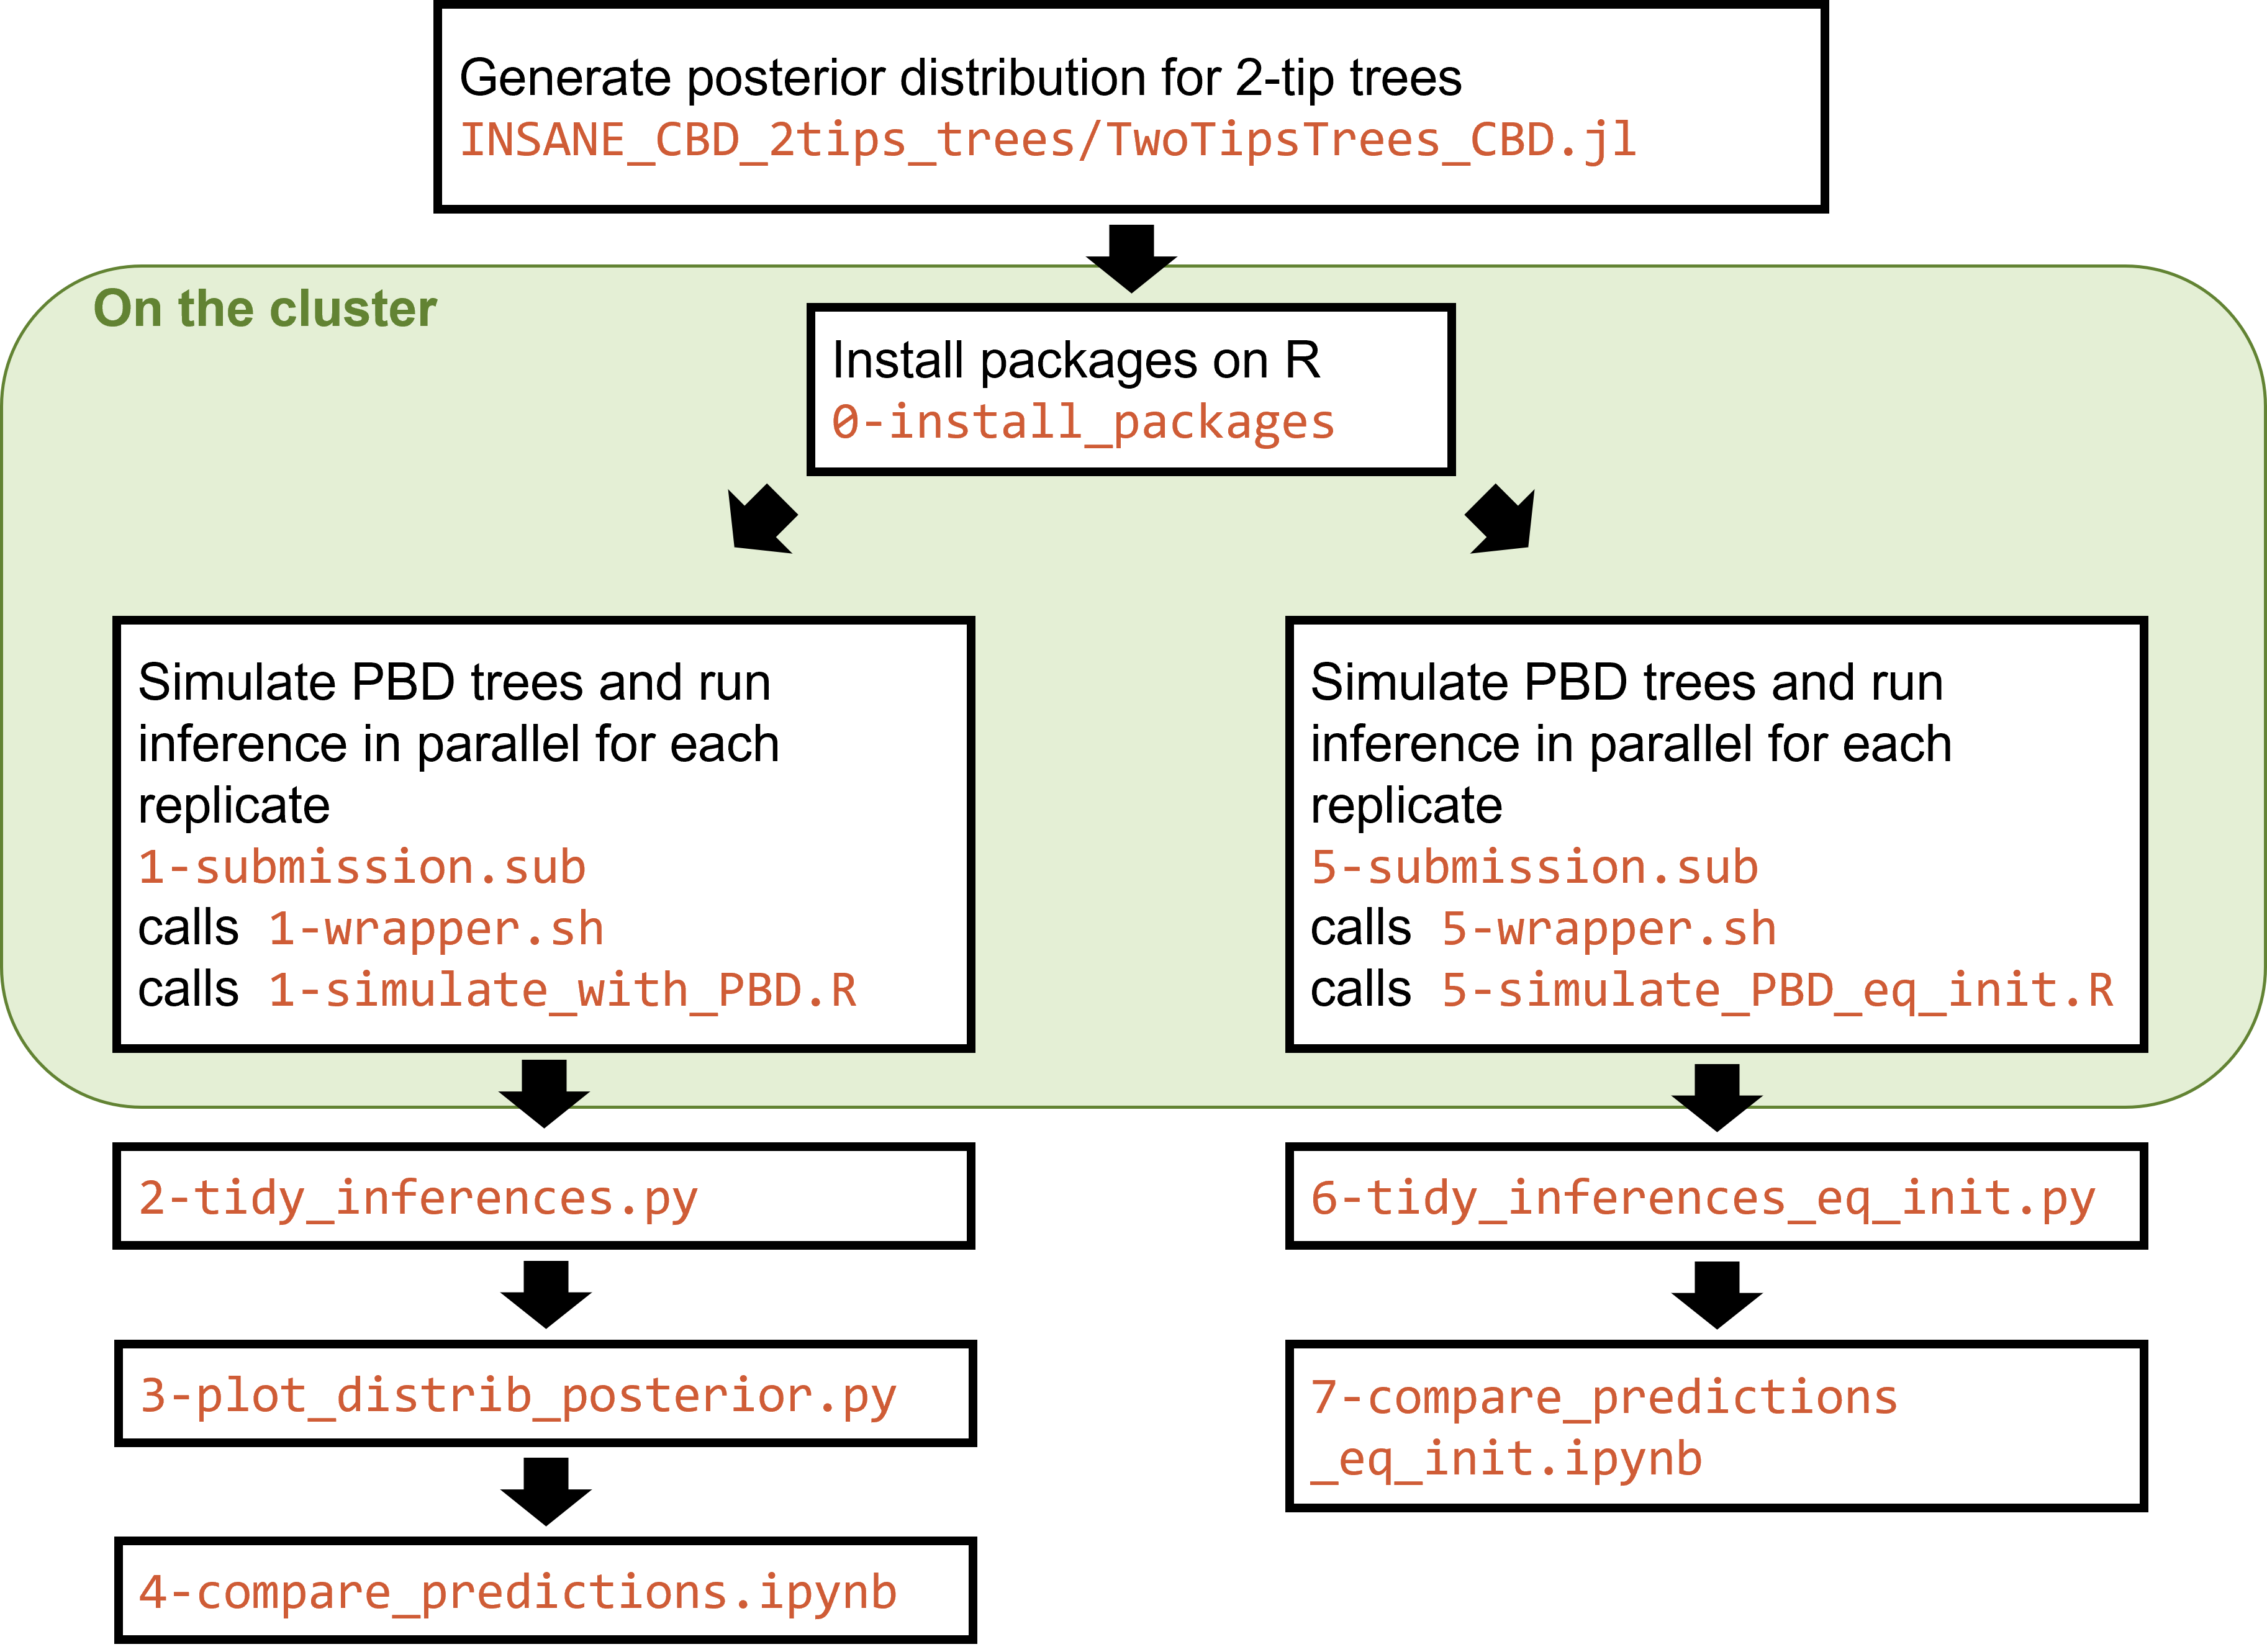 Generate posterior distribution for 2-tip trees
INSANE_CBD_2tips_trees/TwoTipsTrees_CBD.jl
On the cluster
Install packages on R
0-install_packages
Simulate PBD trees and run
inference in parallel for each
replicate
1-submission.sub
calls 1-wrapper.sh
calls 1-simulate_with_PBD.R
Simulate PBD trees and run
inference in parallel for each
replicate
5-submission.sub
calls 5-wrapper.sh
calls 5-simulate_PBD_eq_init.R
2-tidy_inferences.py
6-tidy_inferences_eq_init.py
3-plot_distrib_posterior.py
7-compare_predictions
_eq_init.ipynb
4-compare_predictions.ipynb